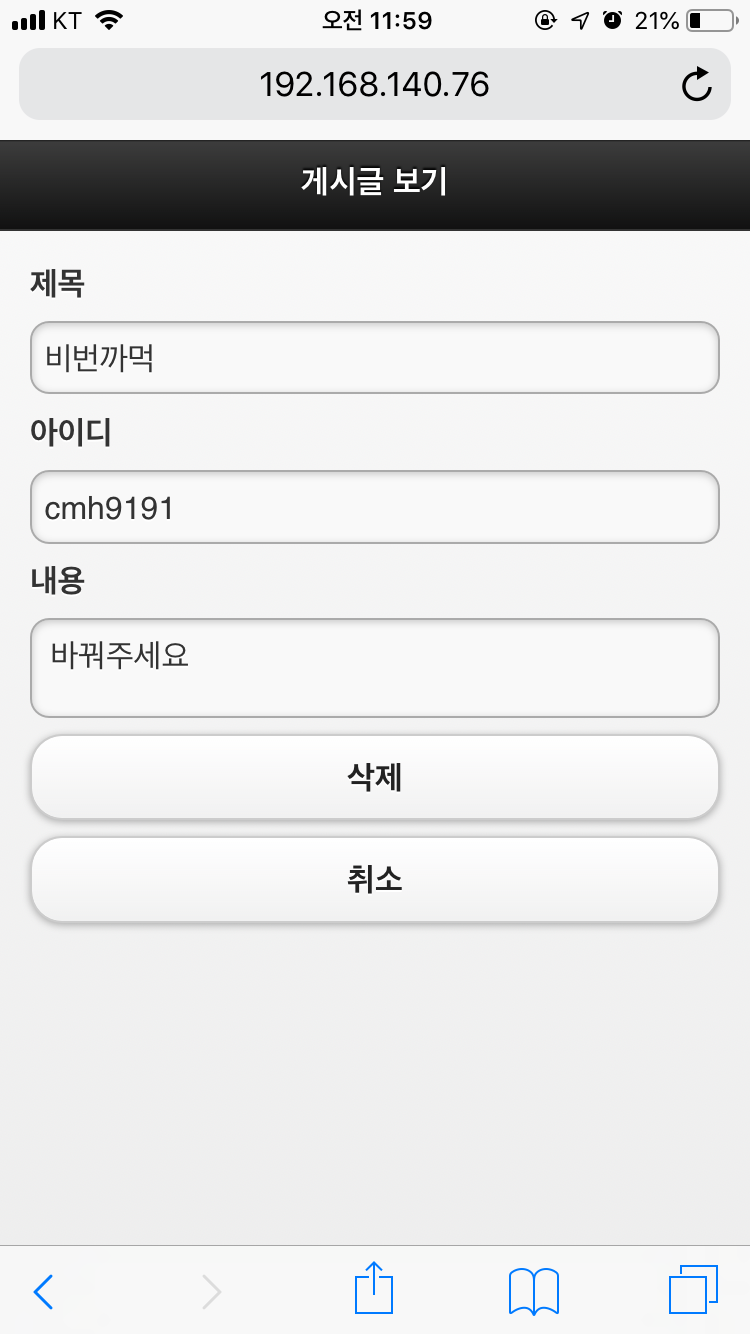 KT 오전 11:59 21%
192.168.140.76
게시글 보기
제목
비번까먹
아이디
cmh9191
내용
바꿔주세요
삭제
취소